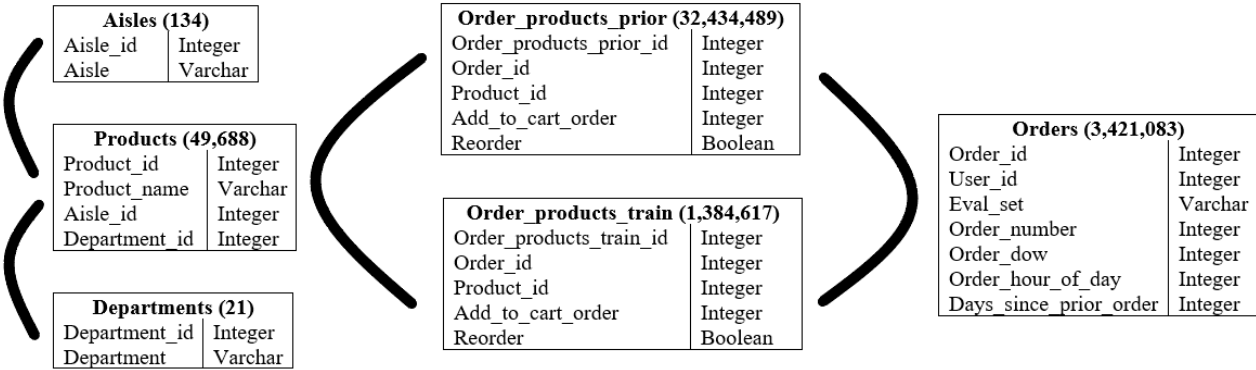 Aisles (134)
Aisle_id Integer
Aisle Varchar
Products (49,688)
Product_id Integer
Product_name Varchar
Aisle_id Integer
Department_id Integer
Departments (21)
Department_id Integer
Department Varchar
Order_products_prior (32,434,489)
Order_products_prior_id Integer
Order_id Integer
Product_id Integer
Add_to_cart_order Integer
Reorder Boolean
Order_products_train (1,384,617)
Order_products_train_id Integer
Order_id Integer
Product_id Integer
Add_to_cart_order Integer
Reorder Boolean
Orders (3,421,083)
Order_id Integer
User_id Integer
Eval_set Varchar
Order_number Integer
Order_dow Integer
Order_hour_of_day Integer
Days_since_prior_order Integer